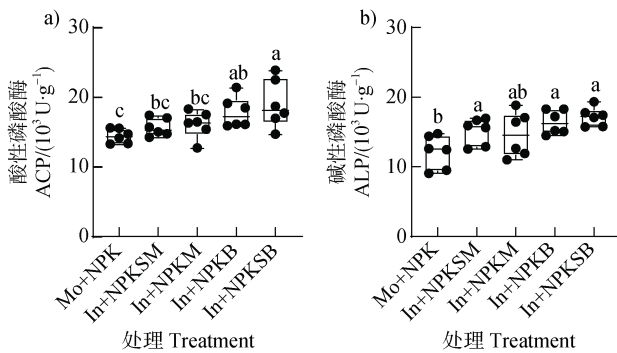 a)
酸性磷酸酶
ACP/(10³ U·g⁻¹)
30
20
10
0
c
bc
bc
ab
a
Mo+NPK
In+NPKSM
In+NPKM
In+NPKB
In+NPKSB
处理 Treatment
b)
碱性磷酸酶
ALP/(10³ U·g⁻¹)
30
20
10
0
b
a
ab
a
a
Mo+NPK
In+NPKSM
In+NPKM
In+NPKB
In+NPKSB
处理 Treatment